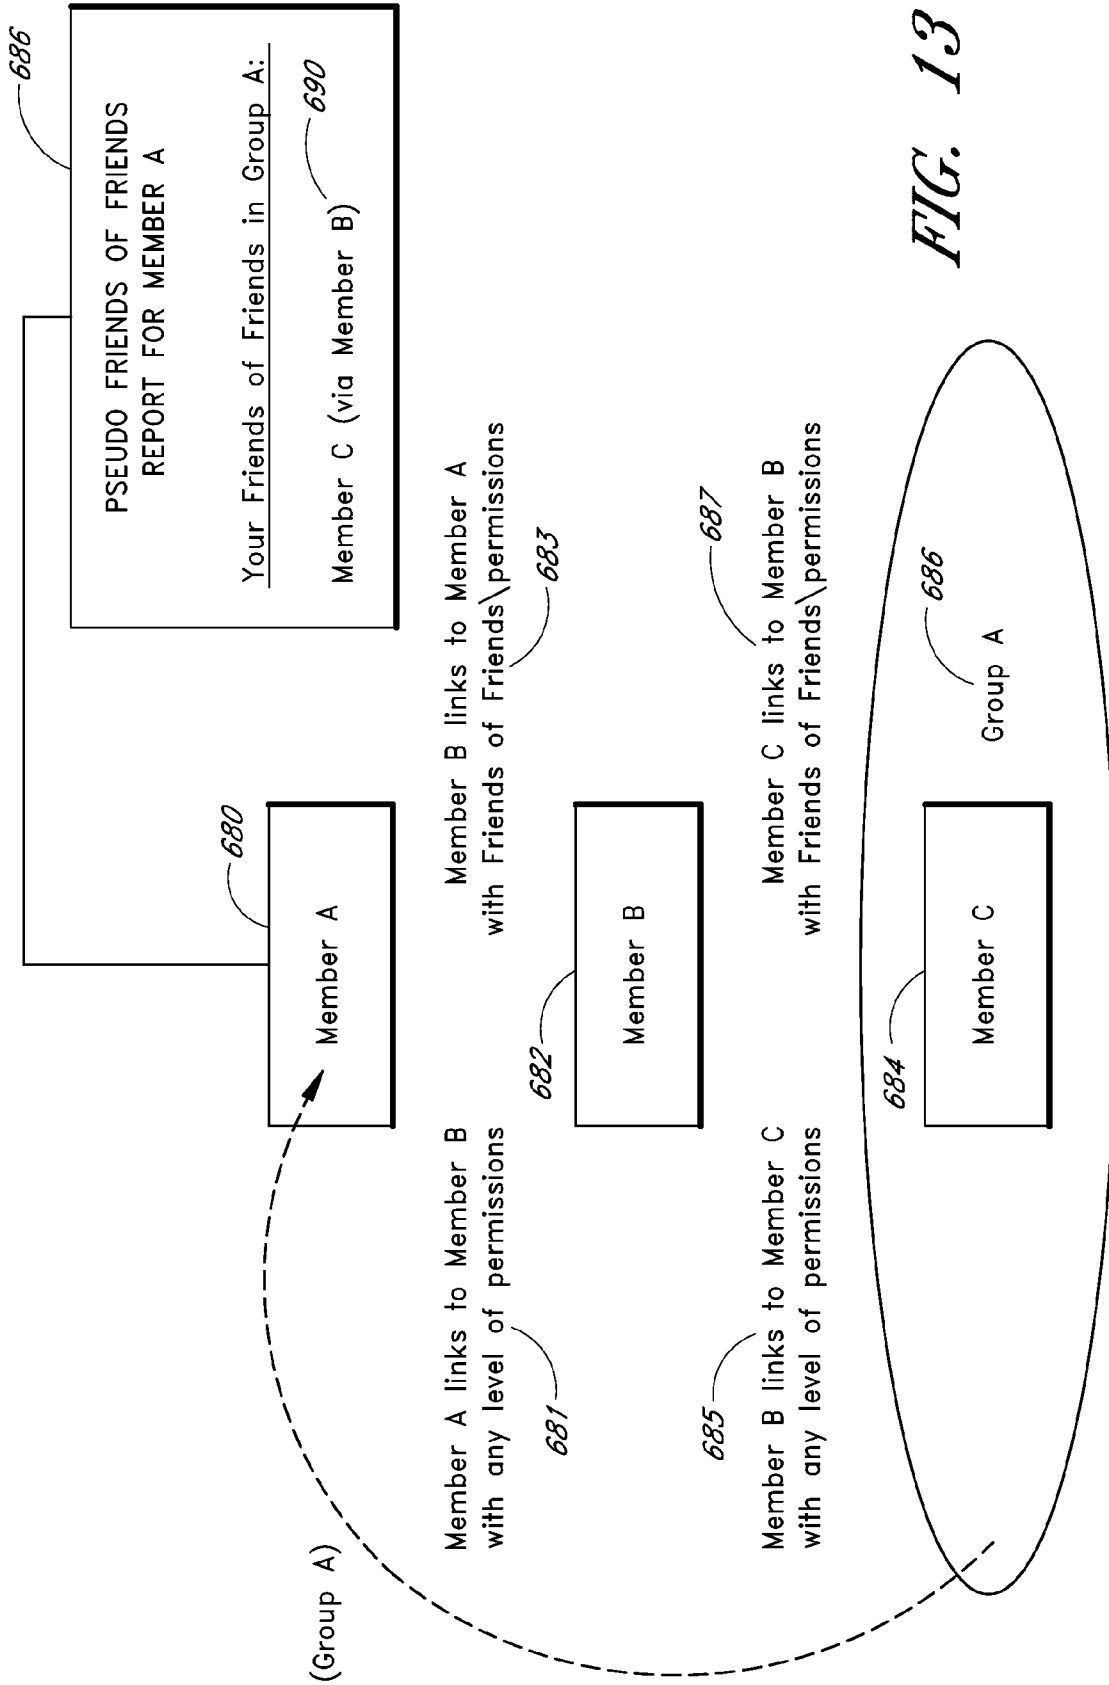 686
PSEUDO FRIENDS OF FRIENDS
REPORT FOR MEMBER A
Your Friends of Friends in Group A:
Member C (via Member B)
690
680
Member A
(Group A)
Member A links to Member B
with any level of permissions
681
Member B links to Member A
with Friends of Friends\permissions
683
682
Member B
Member B links to Member C
with any level of permissions
685
Member C links to Member B
with Friends of Friends\permissions
687
684
Member C
Group A
686
FIG. 13